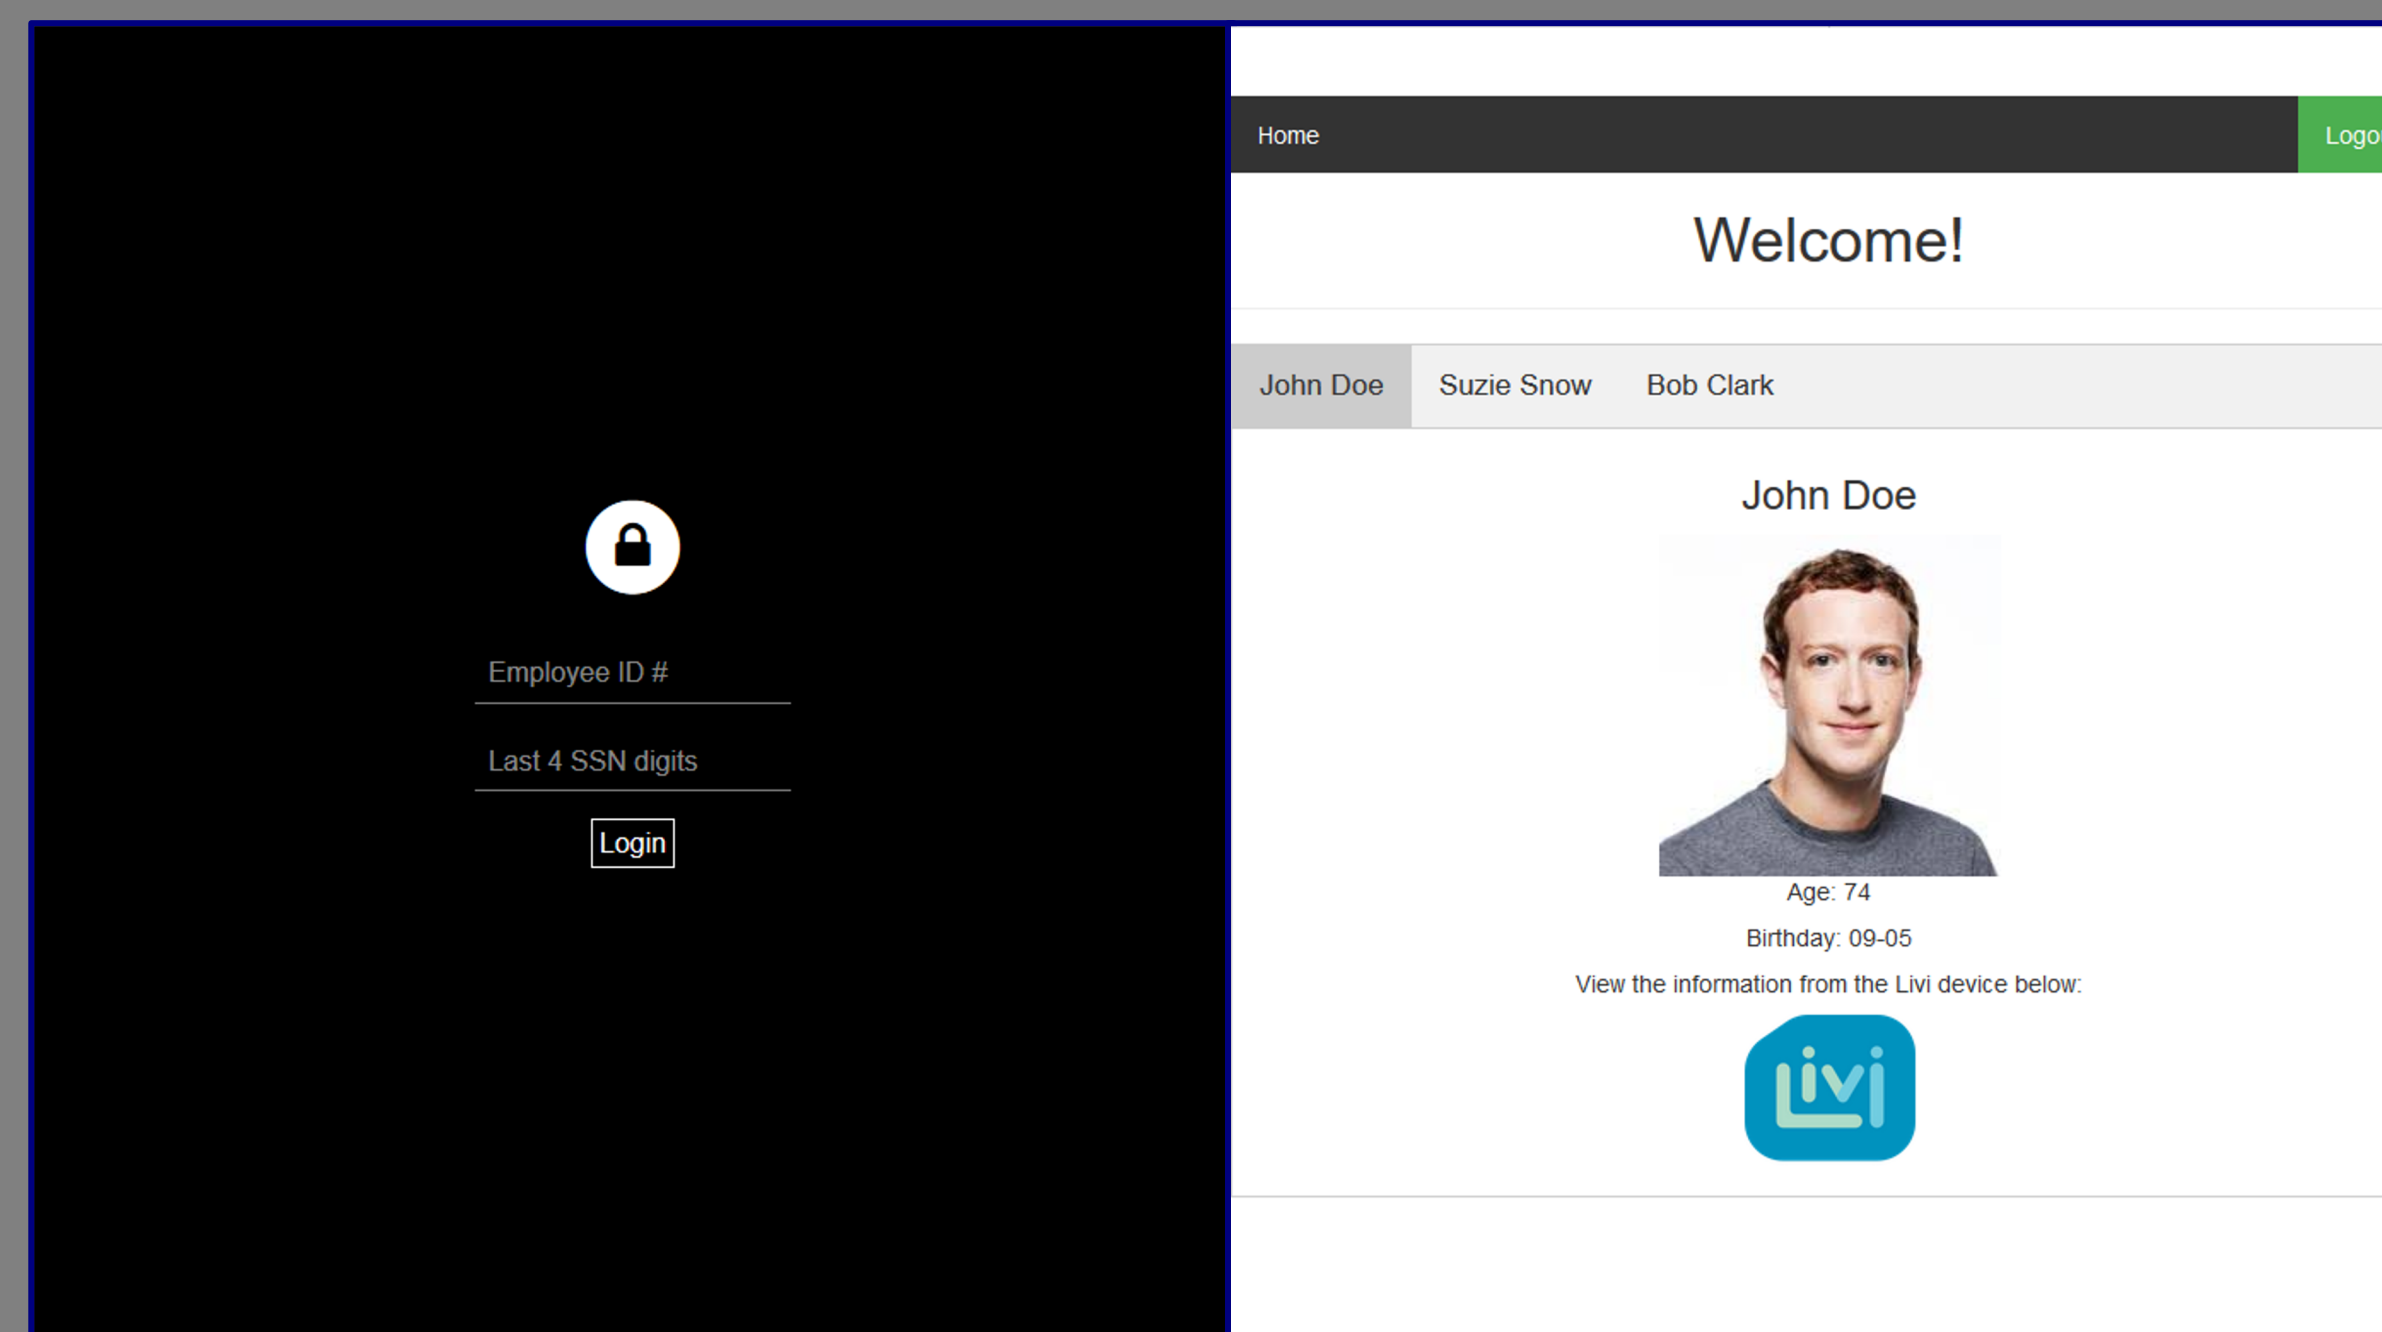 Employee ID #
Last 4 SSN digits
Login
Home
Logo
Welcome!
John Doe Suzie Snow Bob Clark
John Doe
Age: 74
Birthday: 09-05
View the information from the Livi device below:
Livi